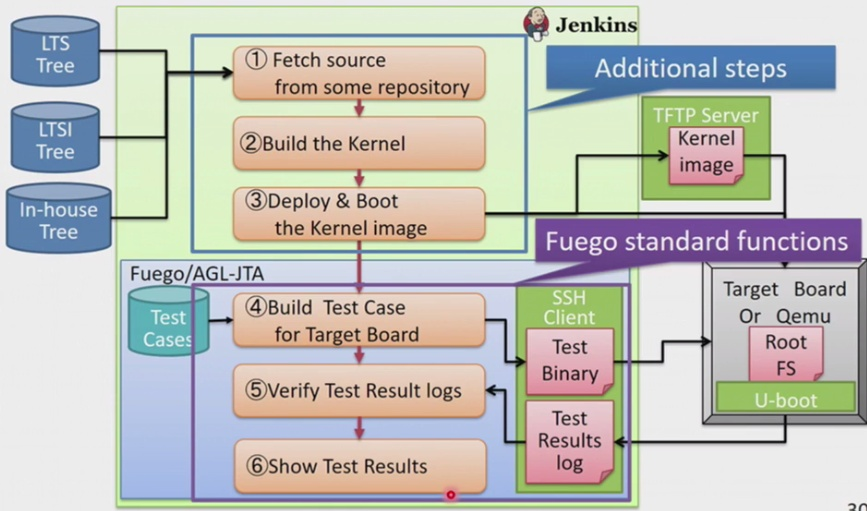 Jenkins
LTS
Tree
LTSI
Tree
In-house
Tree
① Fetch source
from some repository
②Build the Kernel
③Deploy & Boot
the Kernel image
Additional steps
TFTP Server
Kernel
image
Fuego standard functions
Fuego/AGL-JTA
Test
Cases
④Build Test Case
for Target Board
⑤Verify Test Result logs
⑥Show Test Results
SSH
Client
Test
Binary
Test
Results
log
Target Board
Or Qemu
Root
FS
U-boot